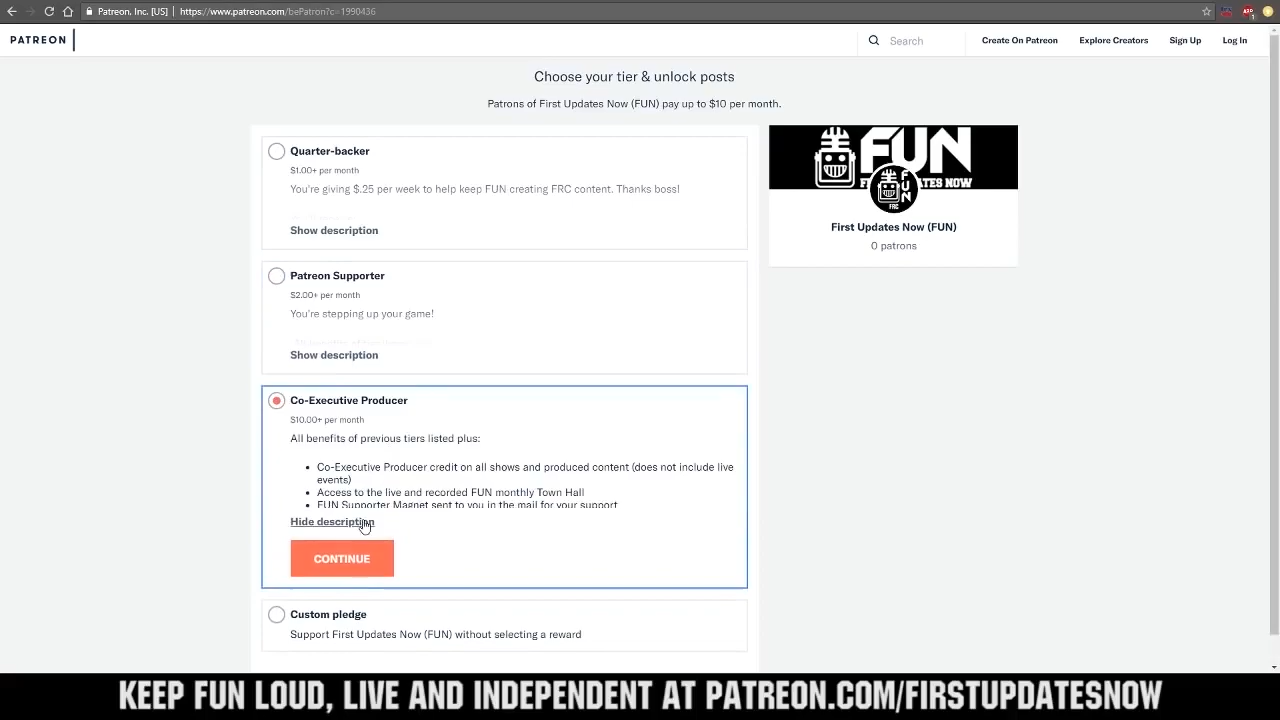 Patreon, Inc. [US] | https://www.patreon.com/bePatron?c=1990436
PATREON
Search
Create On Patreon
Explore Creators
Sign Up
Log In
Choose your tier & unlock posts
Patrons of First Updates Now (FUN) pay up to $10 per month.
Quarter-backer
$1.00+ per month
You're giving $.25 per week to help keep FUN creating FRC content. Thanks boss!
Show description
Patreon Supporter
$2.00+ per month
You're stepping up your game!
Show description
Co-Executive Producer
$10.00+ per month
All benefits of previous tiers listed plus:
Co-Executive Producer credit on all shows and produced content (does not include live
events)
Access to the live and recorded FUN monthly Town Hall
FUN Supporter Magnet sent to you in the mail for your support
Hide description
CONTINUE
Custom pledge
Support First Updates Now (FUN) without selecting a reward
FUN
FUN
FRC
First Updates Now (FUN)
0 patrons
KEEP FUN LOUD, LIVE AND INDEPENDENT AT PATREON.COM/FIRSTUPDATESNOW